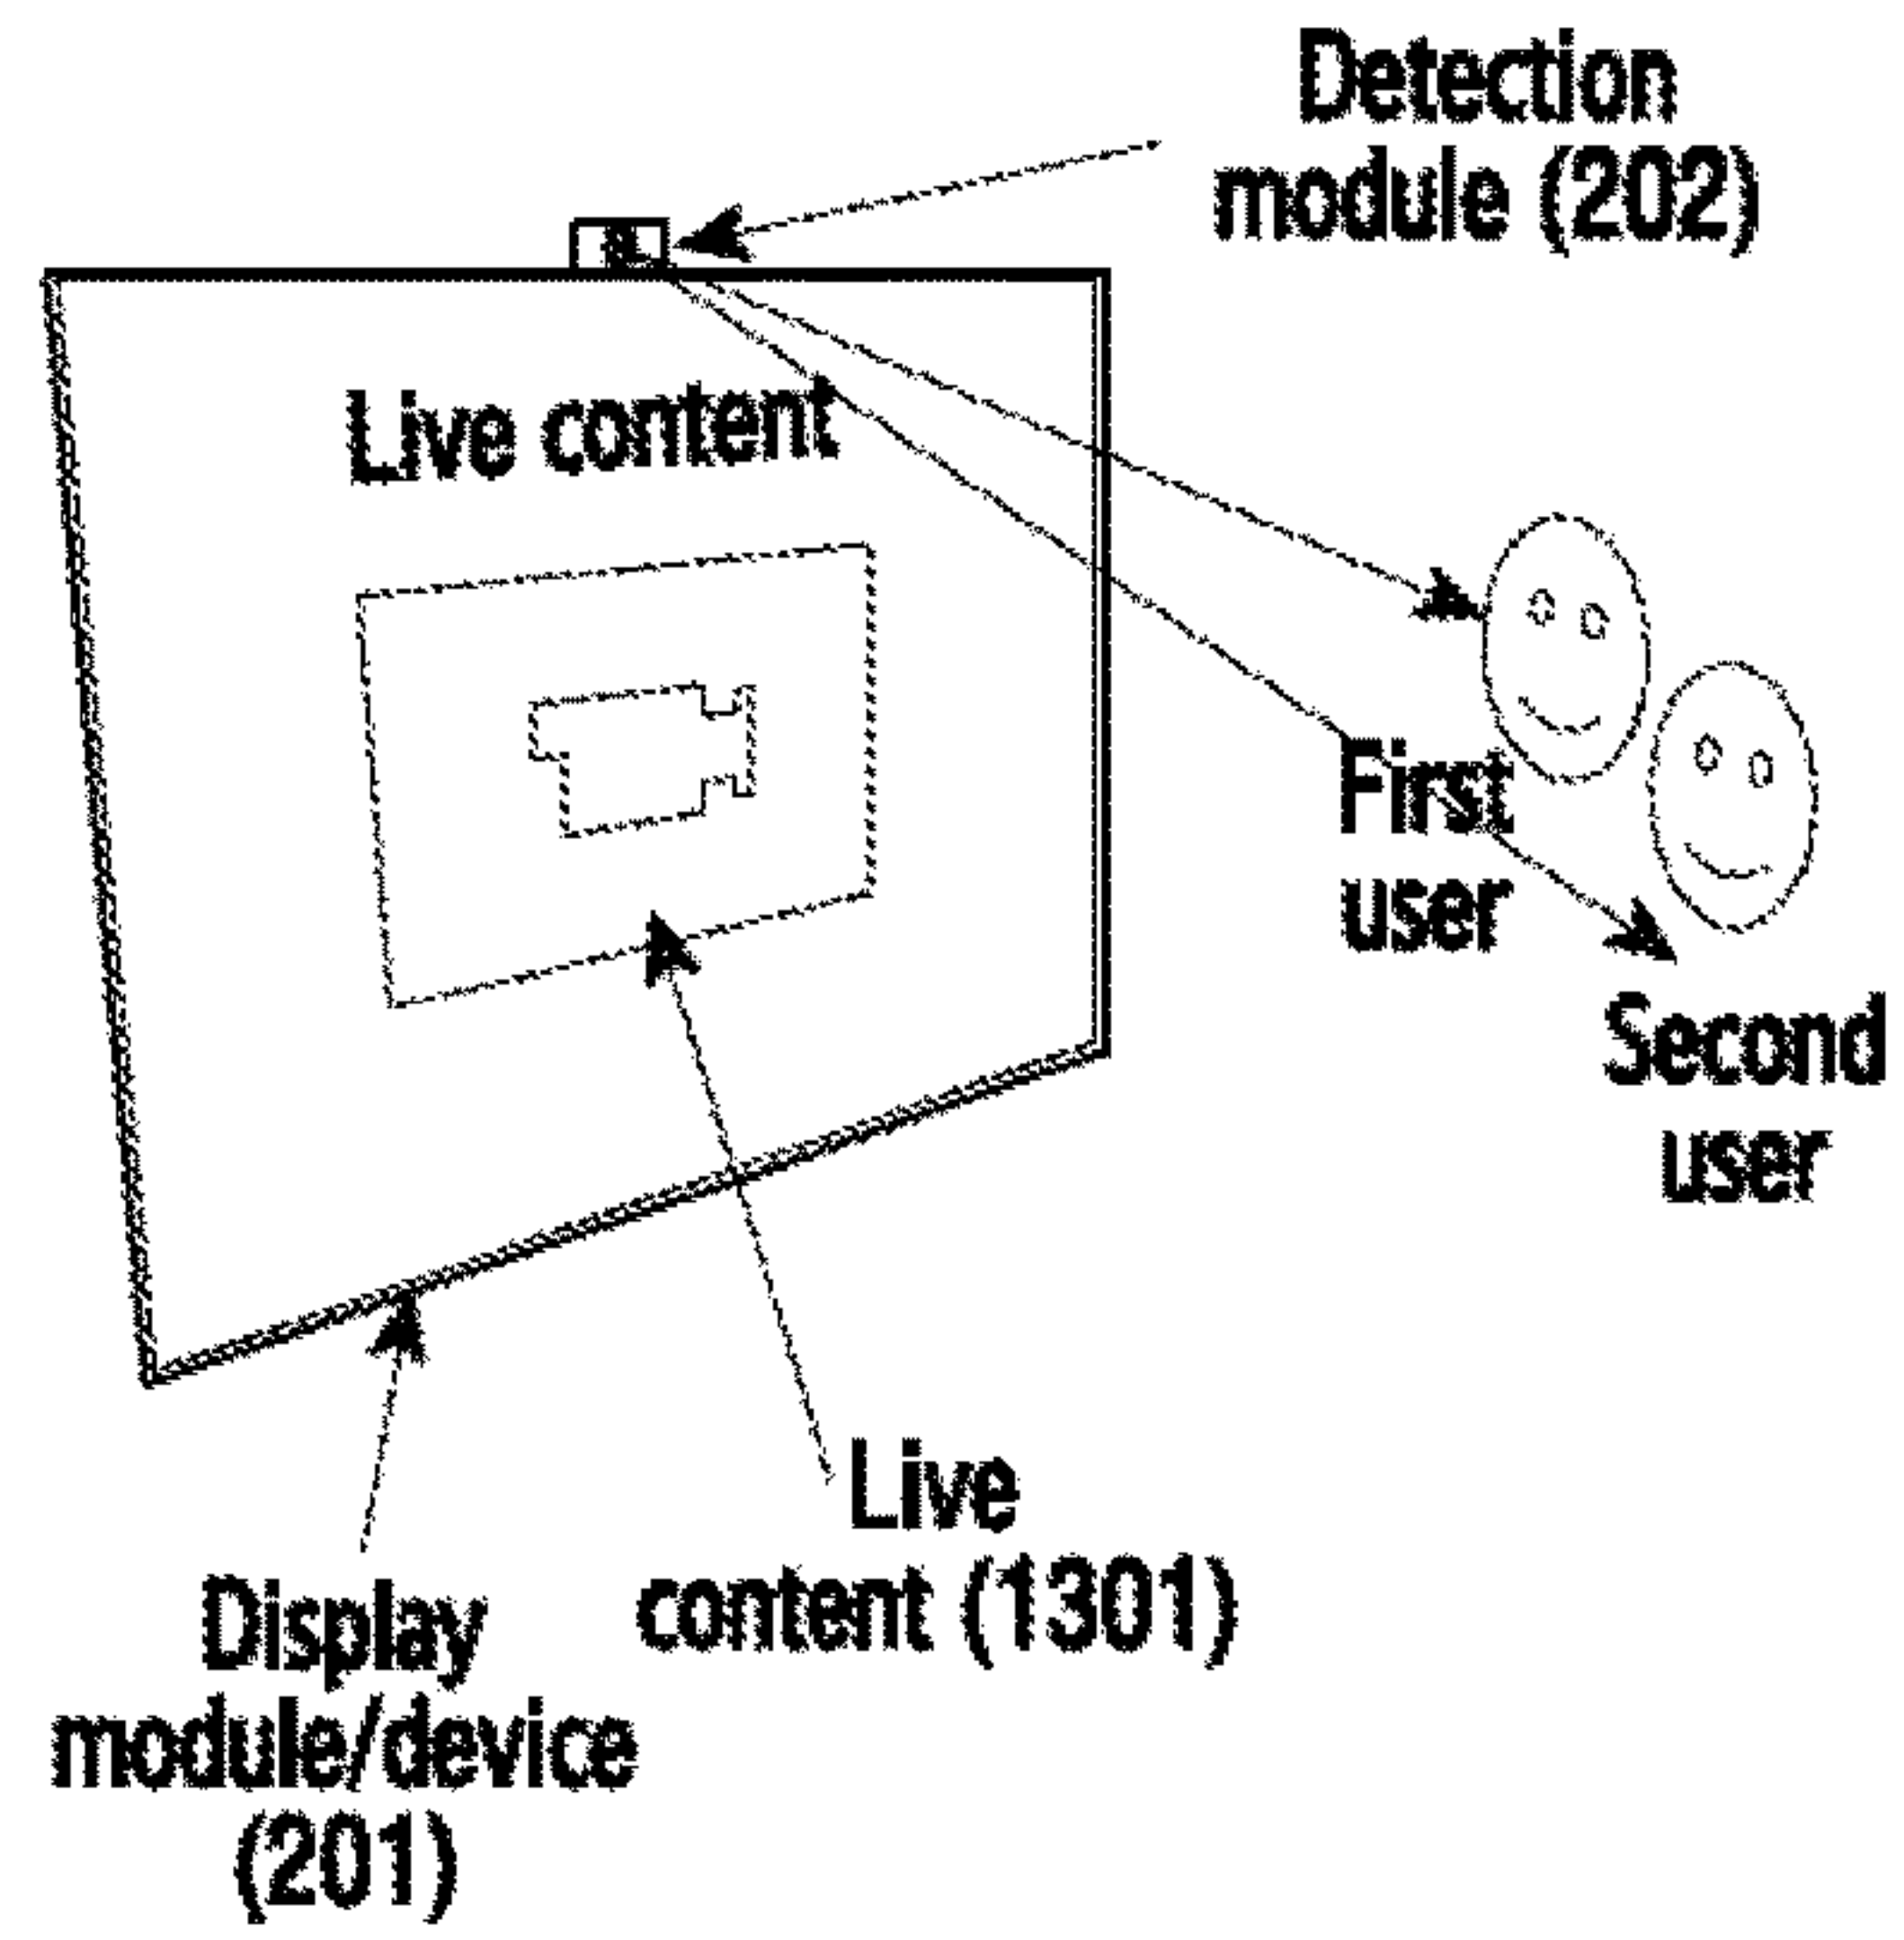 Detection
module (202)
Live content
First
user
Second
user
Live
content (1301)
Display
module/device
(201)